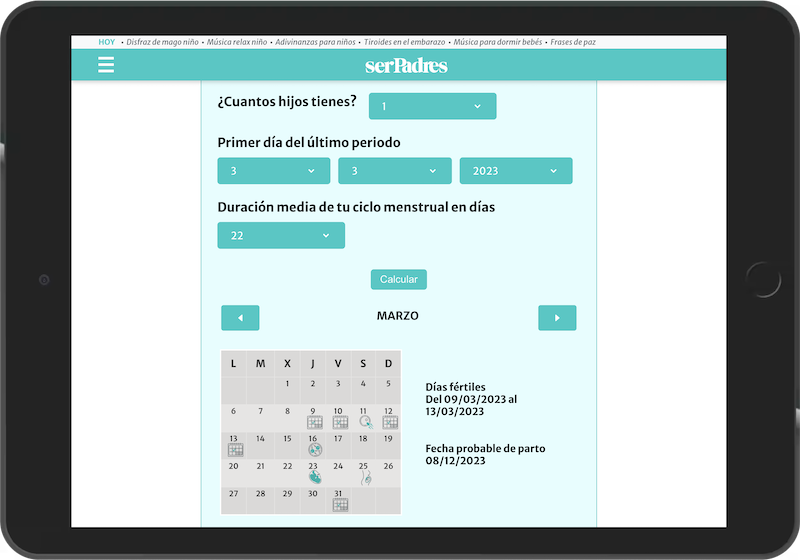 HOY • Disfraz de mago niño • Música relax niño • Adivinanzas para niños • Tiroides en el embarazo • Música para dormir bebés • Frases de paz
serPadres
¿Cuantos hijos tienes? 1
Primer día del último periodo
3 3 2023
Duración media de tu ciclo menstrual en días
22
Calcular
MARZO
L M X J V S D
1 2 3 4 5
6 7 8 9 10 11 12
13 14 15 16 17 18 19
20 21 22 23 24 25 26
27 28 29 30 31
Días fértiles
Del 09/03/2023 al
13/03/2023
Fecha probable de parto
08/12/2023